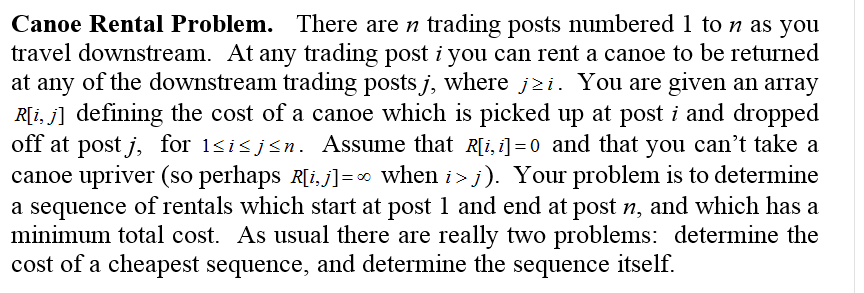 Canoe Rental Problem. There are n trading posts numbered 1 to n as you
travel downstream. At any trading post i you can rent a canoe to be returned
at any of the downstream trading posts j, where j≥i. You are given an array
R[i, j] defining the cost of a canoe which is picked up at post i and dropped
off at post j, for 1≤i≤j≤n. Assume that R[i,i]=0 and that you can't take a
canoe upriver (so perhaps R[i,j]=∞ when i>j). Your problem is to determine
a sequence of rentals which start at post 1 and end at post n, and which has a
minimum total cost. As usual there are really two problems: determine the
cost of a cheapest sequence, and determine the sequence itself.